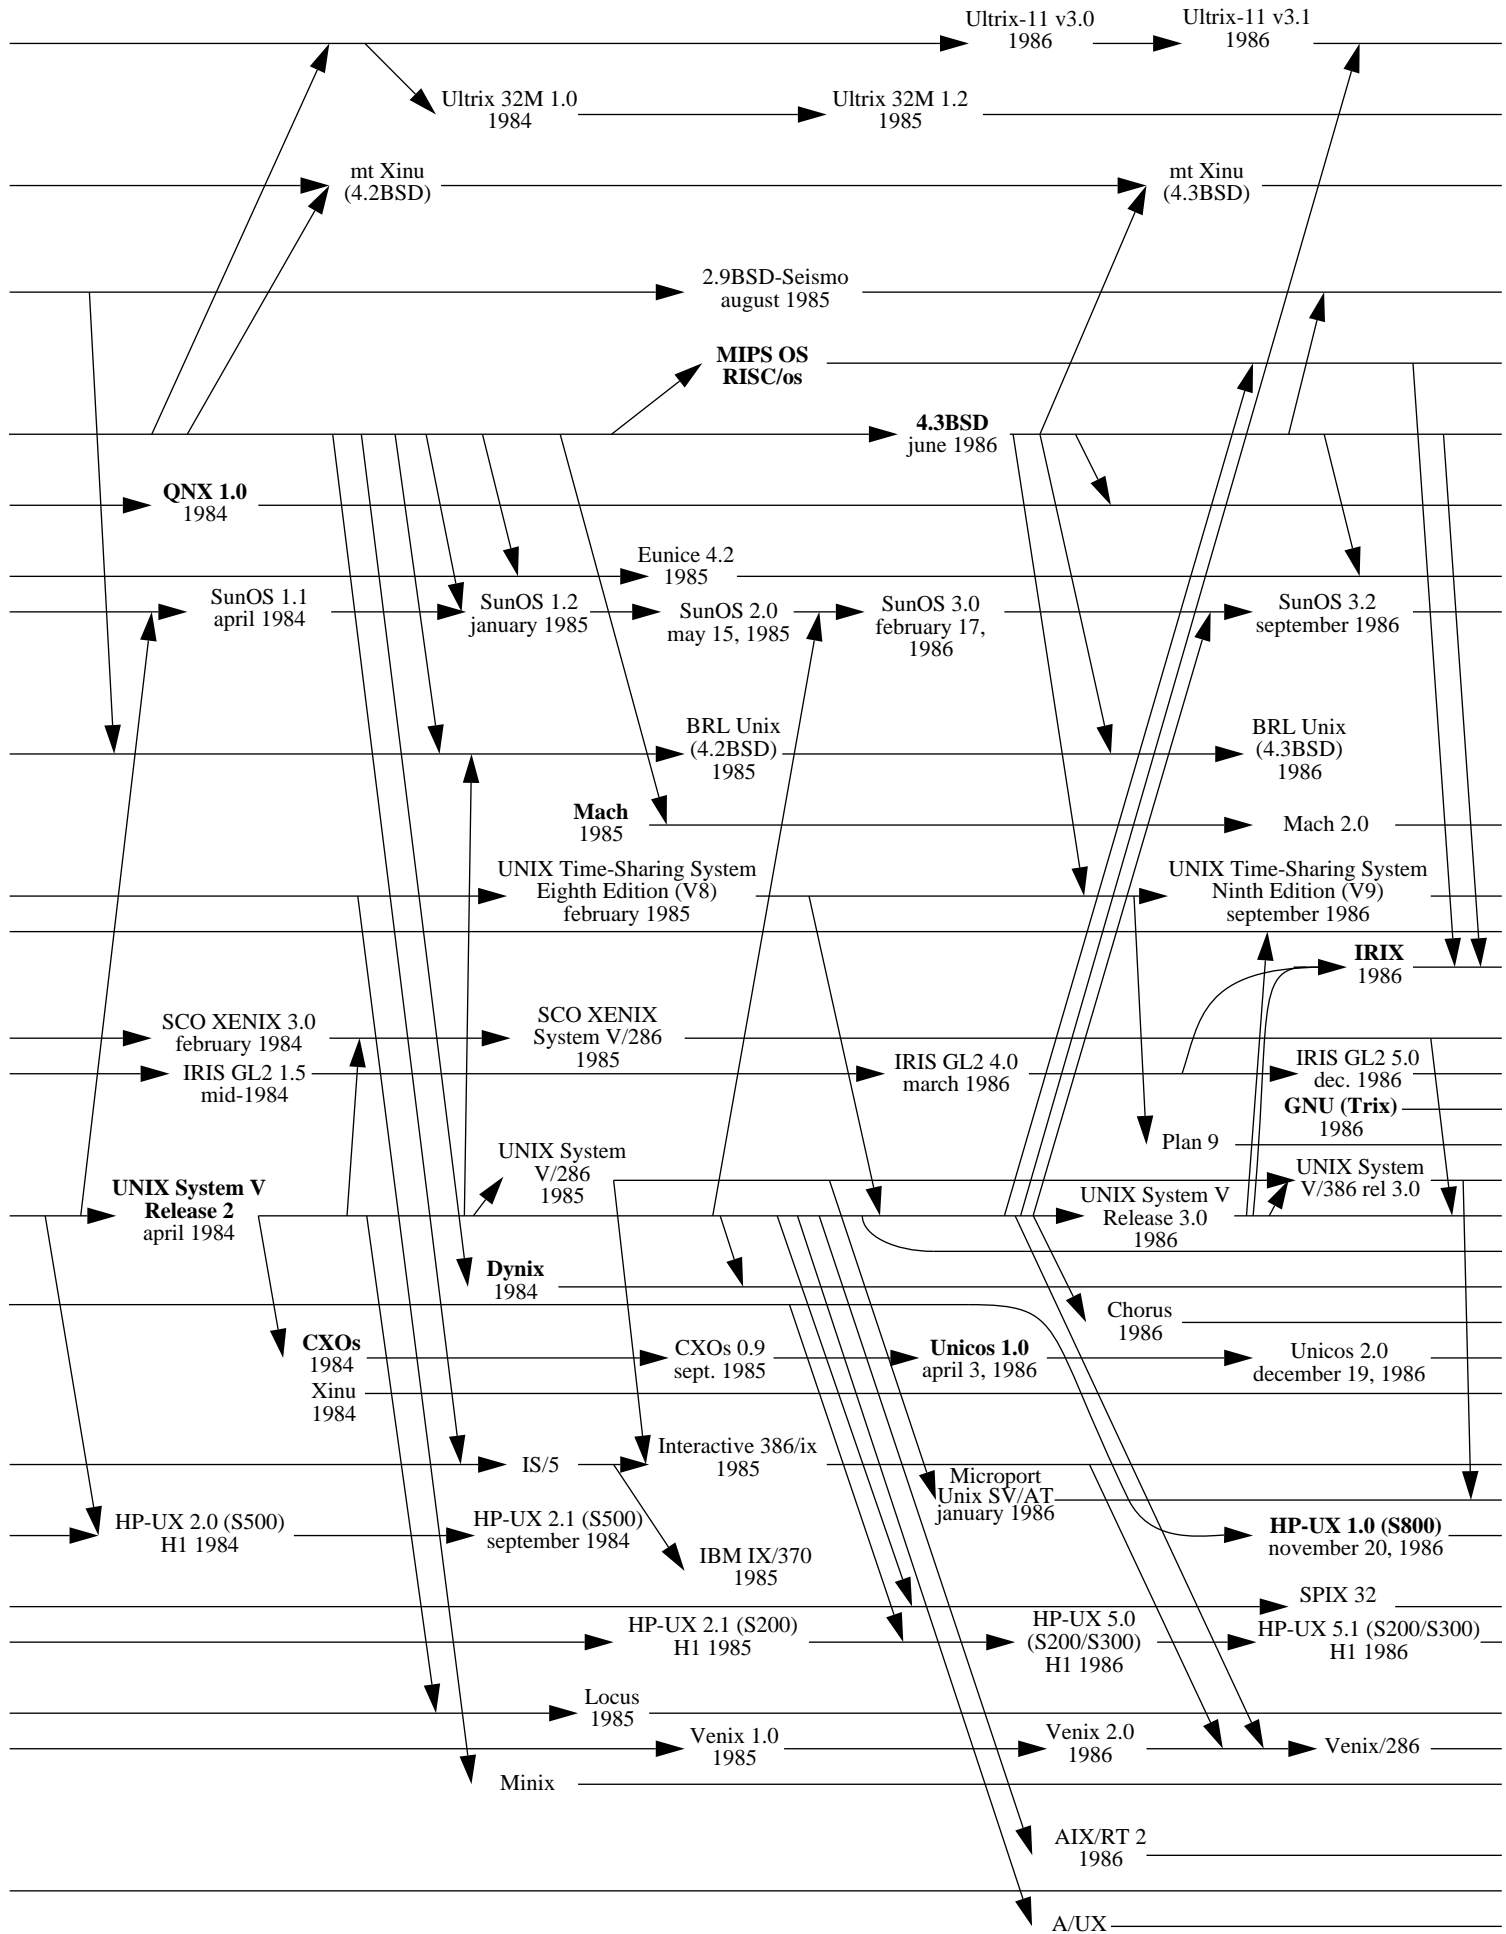 Ultrix-11 v3.0
1986
Ultrix-11 v3.1
1986
Ultrix 32M 1.0
1984
Ultrix 32M 1.2
1985
mt Xinu
(4.2BSD)
mt Xinu
(4.3BSD)
2.9BSD-Seismo
august 1985
MIPS OS
RISC/os
4.3BSD
june 1986
QNX 1.0
1984
Eunice 4.2
1985
SunOS 1.1
april 1984
SunOS 1.2
january 1985
SunOS 2.0
may 15, 1985
SunOS 3.0
february 17,
1986
SunOS 3.2
september 1986
BRL Unix
(4.2BSD)
1985
BRL Unix
(4.3BSD)
1986
Mach
1985
Mach 2.0
UNIX Time-Sharing System
Eighth Edition (V8)
february 1985
UNIX Time-Sharing System
Ninth Edition (V9)
september 1986
IRIX
1986
SCO XENIX 3.0
february 1984
SCO XENIX
System V/286
1985
IRIS GL2 1.5
mid-1984
IRIS GL2 4.0
march 1986
IRIS GL2 5.0
dec. 1986
GNU (Trix)
1986
Plan 9
UNIX System
V/286
1985
UNIX System
V/386 rel 3.0
UNIX System V
Release 2
april 1984
UNIX System V
Release 3.0
1986
Dynix
1984
Chorus
1986
CXOs
1984
CXOs 0.9
sept. 1985
Unicos 1.0
april 3, 1986
Unicos 2.0
december 19, 1986
Xinu
1984
IS/5
Interactive 386/ix
1985
Microport
Unix SV/AT
january 1986
HP-UX 2.0 (S500)
H1 1984
HP-UX 2.1 (S500)
september 1984
HP-UX 1.0 (S800)
november 20, 1986
IBM IX/370
1985
SPIX 32
HP-UX 2.1 (S200)
H1 1985
HP-UX 5.0
(S200/S300)
H1 1986
HP-UX 5.1 (S200/S300)
H1 1986
Locus
1985
Venix 1.0
1985
Venix 2.0
1986
Venix/286
Minix
AIX/RT 2
1986
A/UX